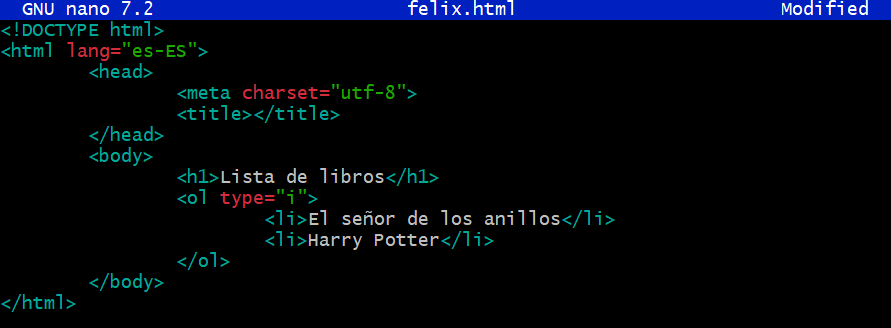 GNU nano 7.2 felix.html Modified
<!DOCTYPE html>
<html lang="es-ES">
<head>
<meta charset="utf-8">
<title></title>
</head>
<body>
<h1>Lista de libros</h1>
<ol type="i">
<li>El señor de los anillos</li>
<li>Harry Potter</li>
</ol>
</body>
</html>